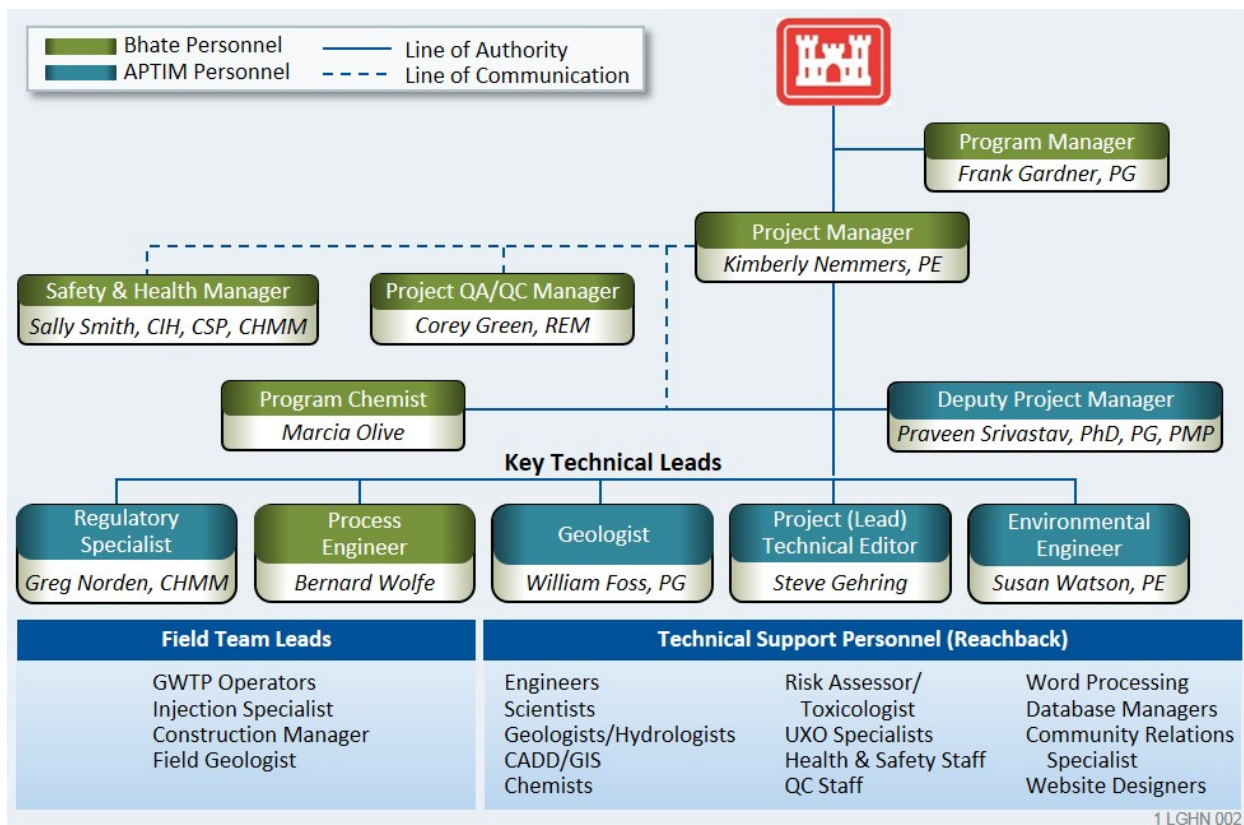 Bhate Personnel
APTIM Personnel
Line of Authority
Line of Communication
Program Manager
Frank Gardner, PG
Project Manager
Kimberly Nemmers, PE
Safety & Health Manager
Sally Smith, CIH, CSP, CHMM
Project QA/QC Manager
Corey Green, REM
Program Chemist
Marcia Olive
Deputy Project Manager
Praveen Srivastav, PhD, PG, PMP
Key Technical Leads
Regulatory
Specialist
Greg Norden, CHMM
Process
Engineer
Bernard Wolfe
Geologist
William Foss, PG
Project (Lead)
Technical Editor
Steve Gehring
Environmental
Engineer
Susan Watson, PE
Field Team Leads
GWTP Operators
Injection Specialist
Construction Manager
Field Geologist
Technical Support Personnel (Reachback)
Engineers
Scientists
Geologists/Hydrologists
CADD/GIS
Chemists
Risk Assessor/
Toxicologist
UXO Specialists
Health & Safety Staff
QC Staff
Word Processing
Database Managers
Community Relations
Specialist
Website Designers
1 LGHN 002